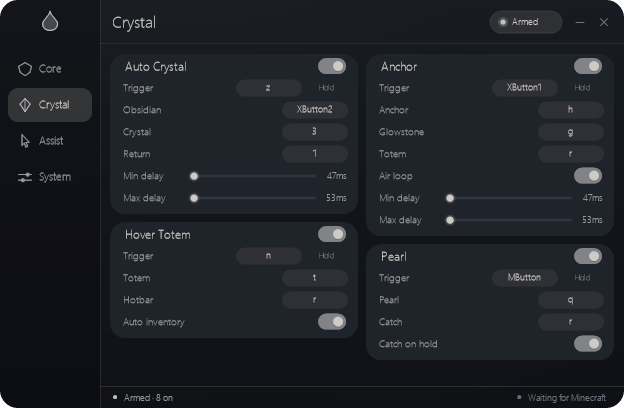 Crystal
Armed
Core
Crystal
Assist
System
Auto Crystal
Trigger z Hold
Obsidian XButton2
Crystal 3
Return 1
Min delay 47ms
Max delay 53ms
Hover Totem
Trigger n Hold
Totem t
Hotbar r
Auto inventory
Anchor
Trigger XButton1 Hold
Anchor h
Glowstone g
Totem r
Air loop
Min delay 47ms
Max delay 53ms
Pearl
Trigger MButton Hold
Pearl q
Catch r
Catch on hold
Armed · 8 on
Waiting for Minecraft